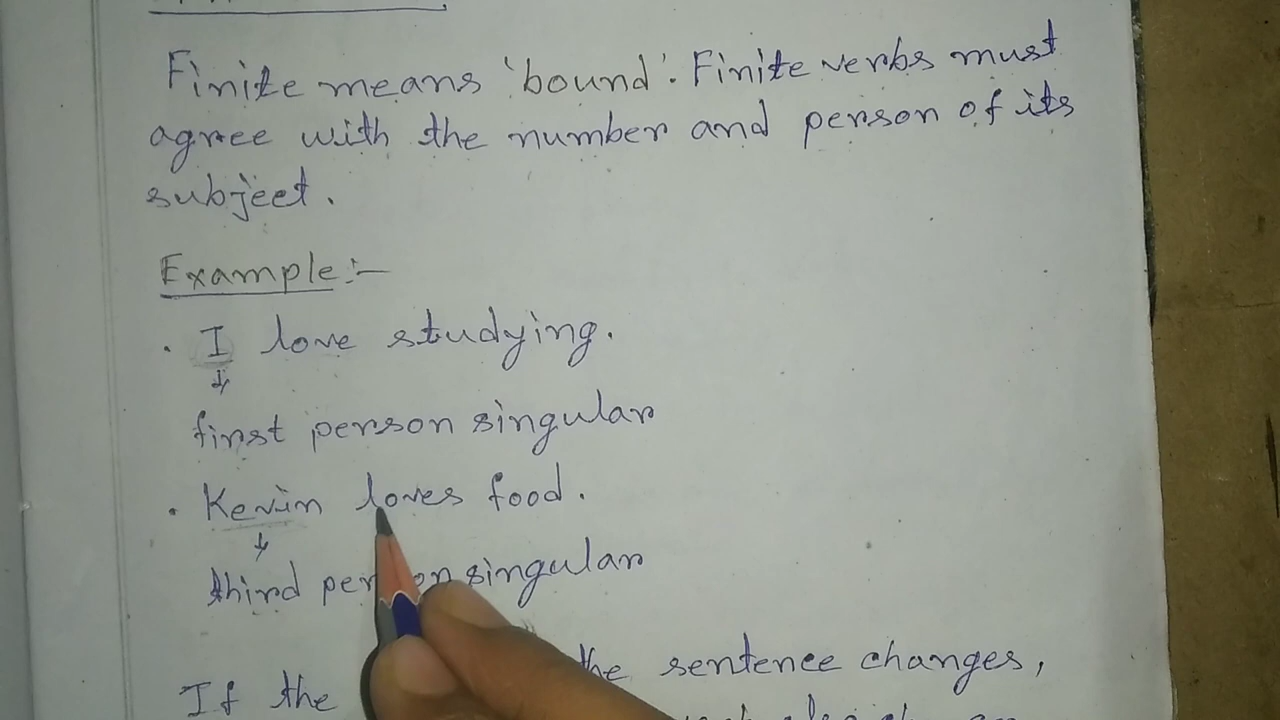 Finite means 'bound'. Finite verbs must
agree with the number and person of its
subject.
Example:-
. I love studying.
first person singular
. Kevin loves food.
third person singular
If the the sentence changes,